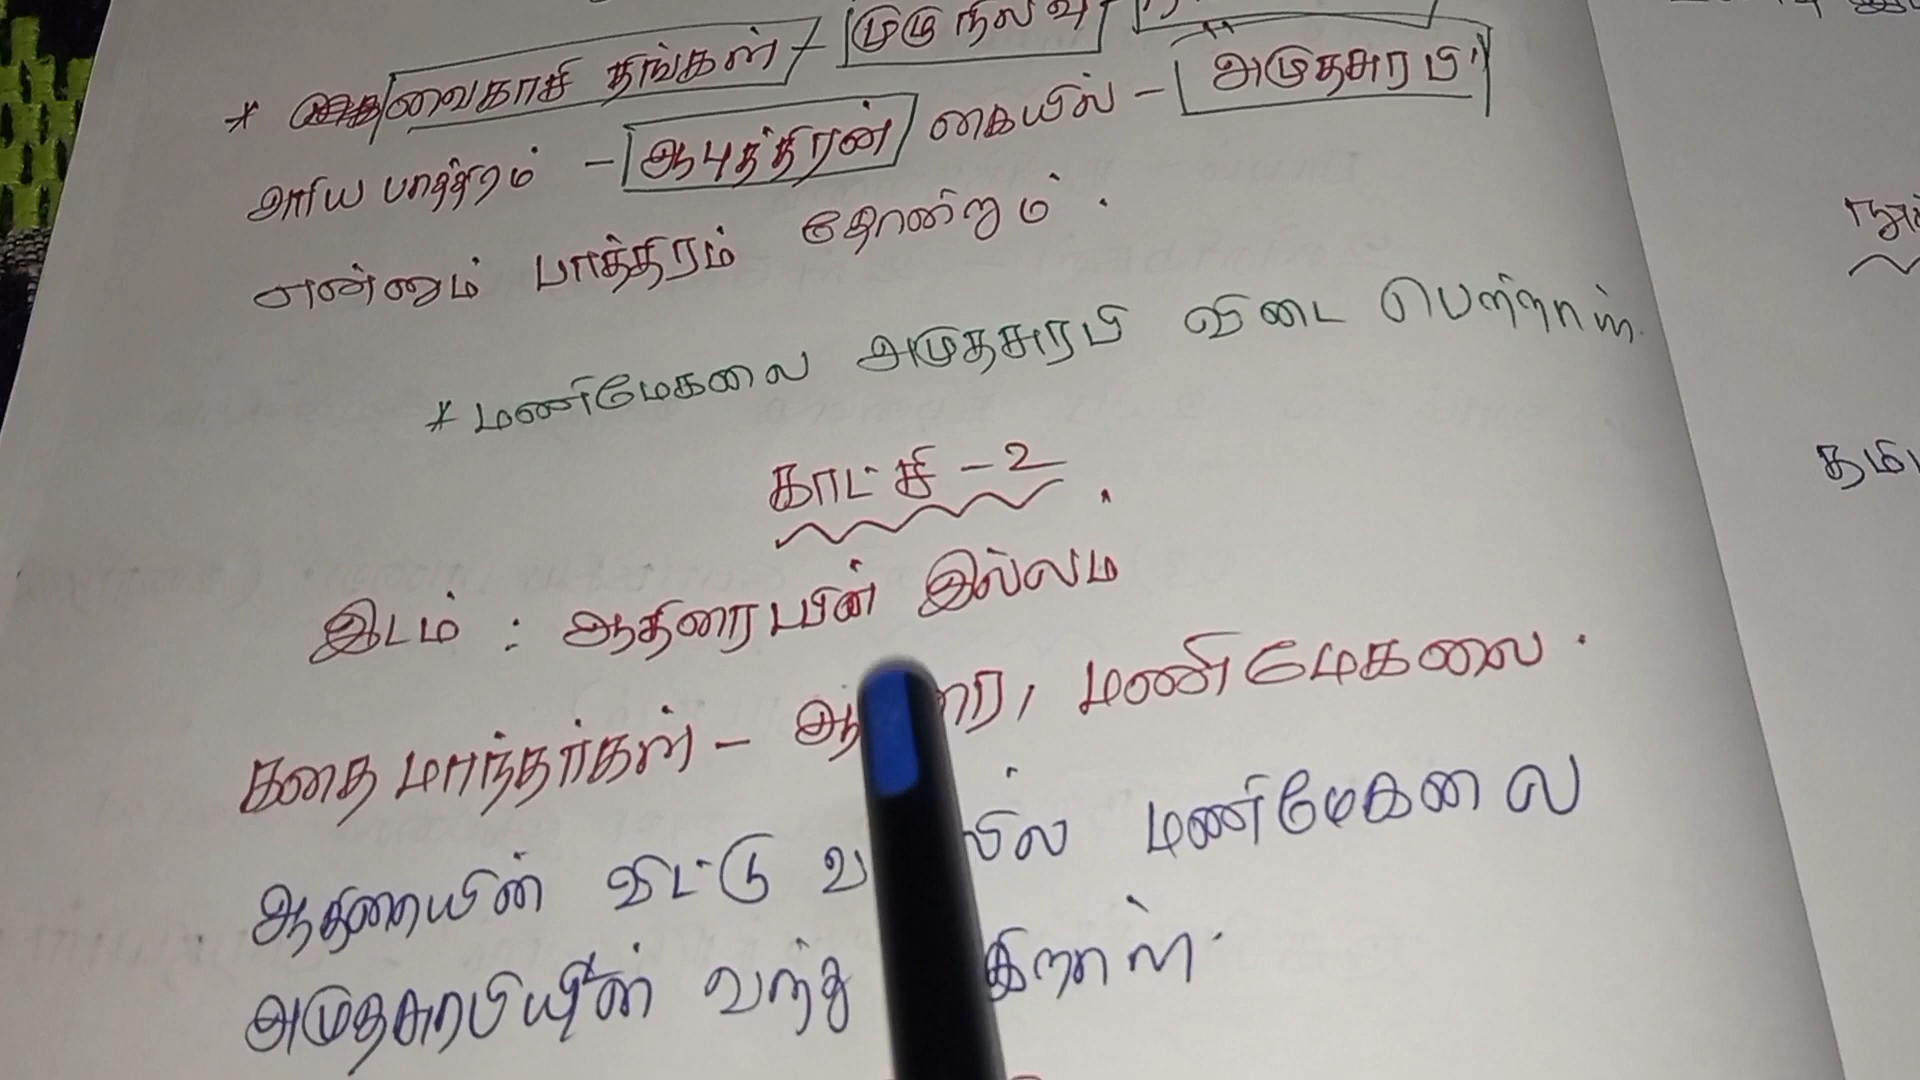 * வைகாசி திங்கள் - முழு நிலவு
அரிய பாத்திரம் - ஆபுத்திரன் கையில் - அமுதசுரபி
என்னும் பாத்திரம் தோன்றும்.
* மணிமேகலை அமுதசுரபி விடை பெற்றாள்.
காட்சி - 2
இடம் : ஆதிரையின் இல்லம்
கதை மாந்தர்கள் - மணிமேகலை.
ஆதிரையின் வீட்டு மணிமேகலை
அமுதசுரபியின் வந்து